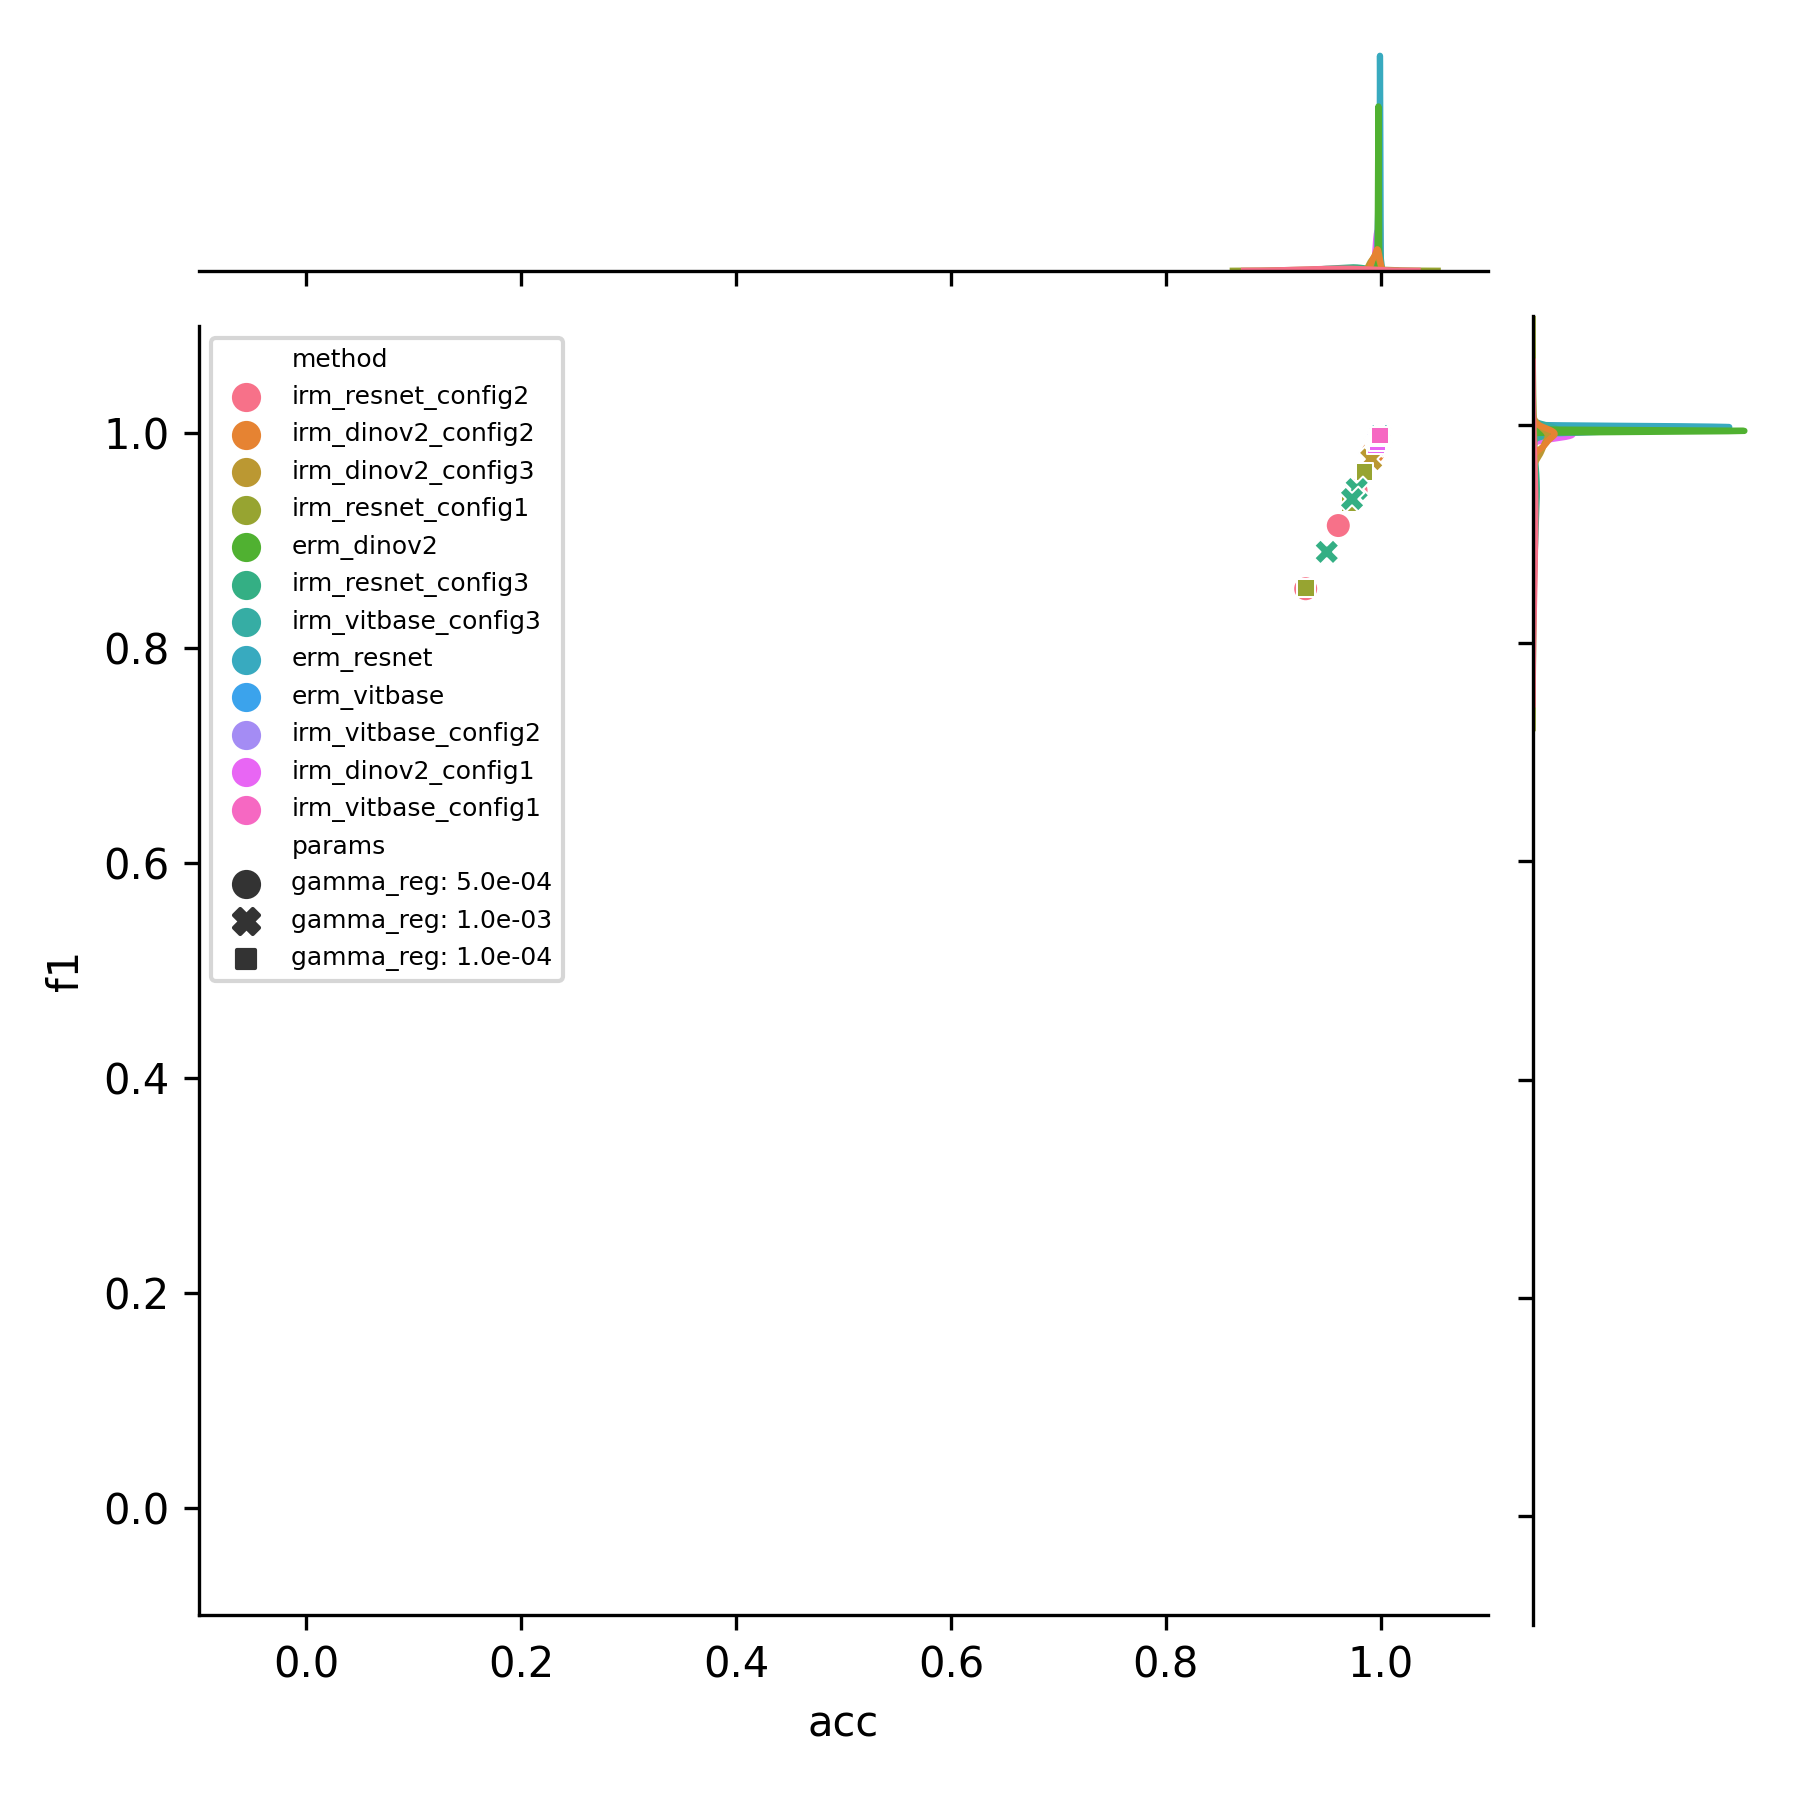 method
irm_resnet_config2
irm_dinov2_config2
irm_dinov2_config3
irm_resnet_config1
erm_dinov2
irm_resnet_config3
irm_vitbase_config3
erm_resnet
erm_vitbase
irm_vitbase_config2
irm_dinov2_config1
irm_vitbase_config1
params
gamma_reg: 5.0e-04
gamma_reg: 1.0e-03
gamma_reg: 1.0e-04
1.0
0.8
0.6
0.4
0.2
0.0
f1
0.0 0.2 0.4 0.6 0.8 1.0
acc